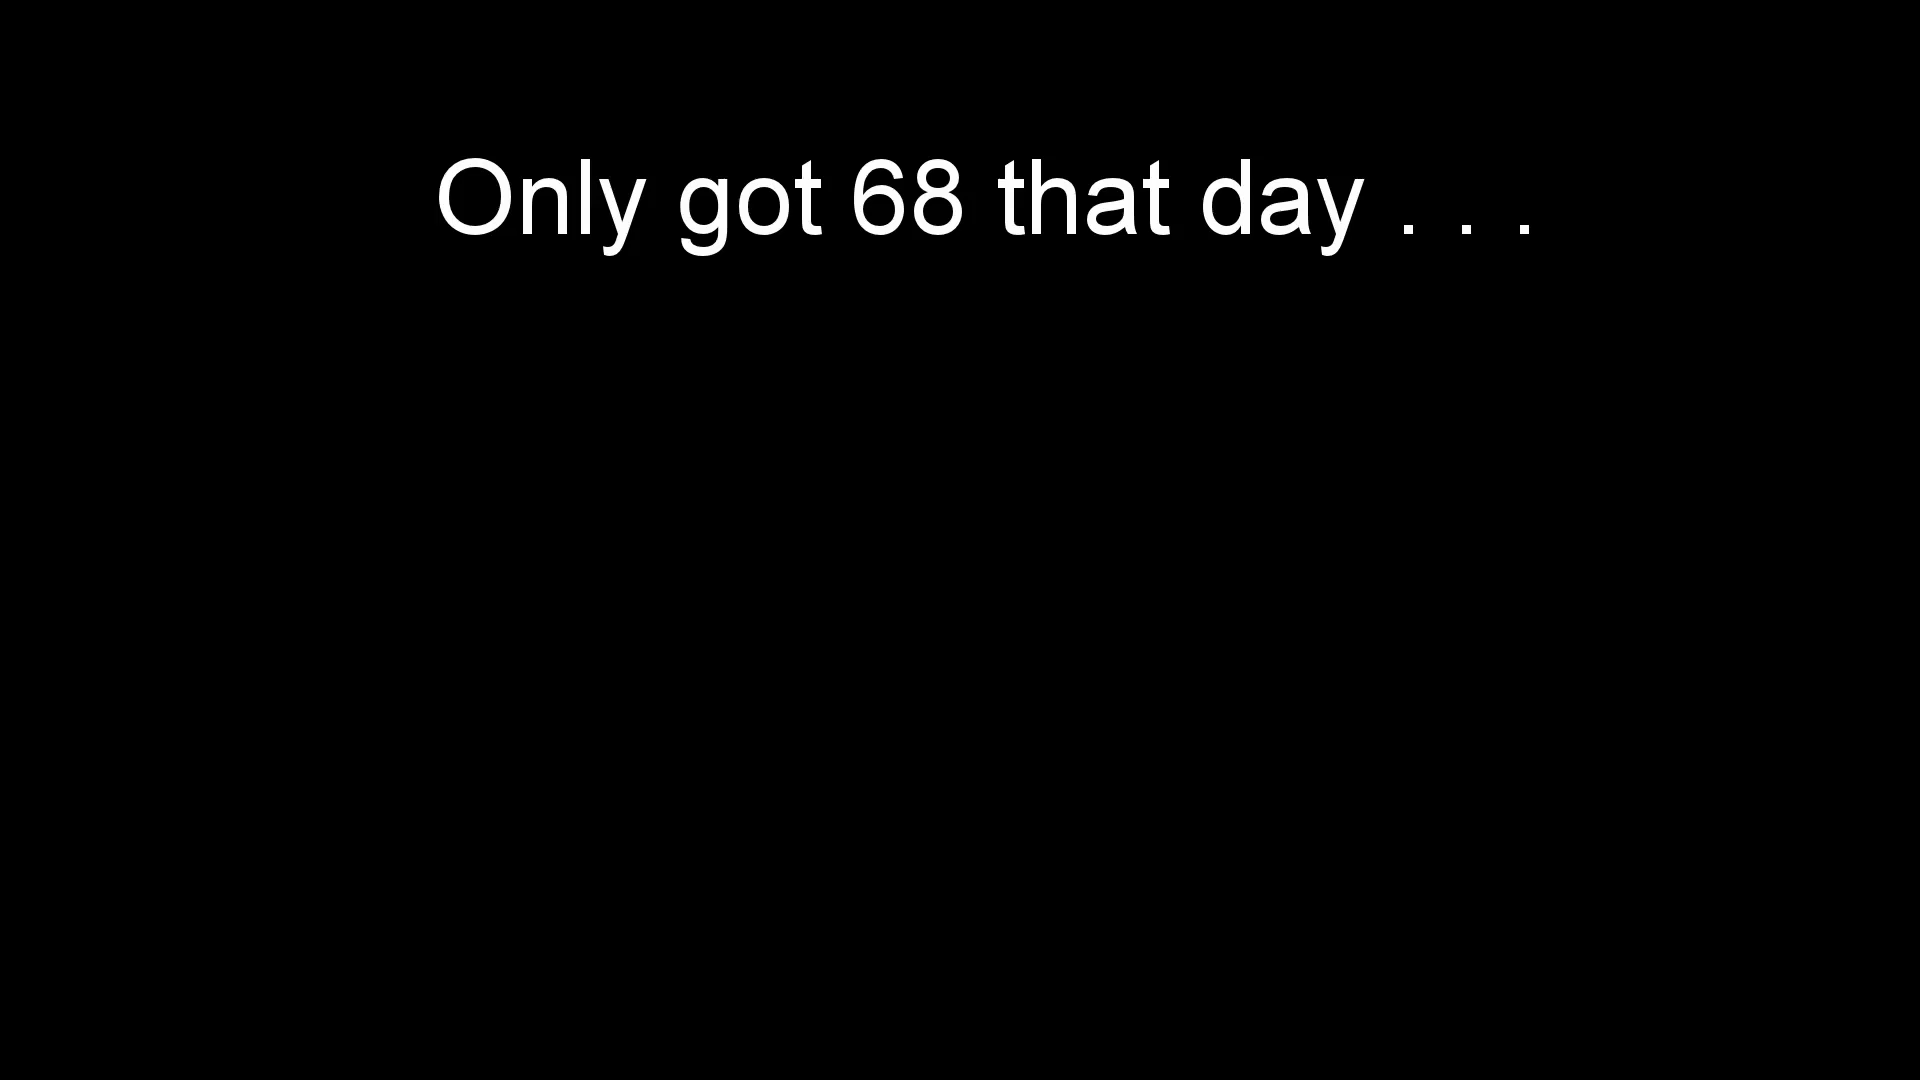 Only got 68 that day . . .